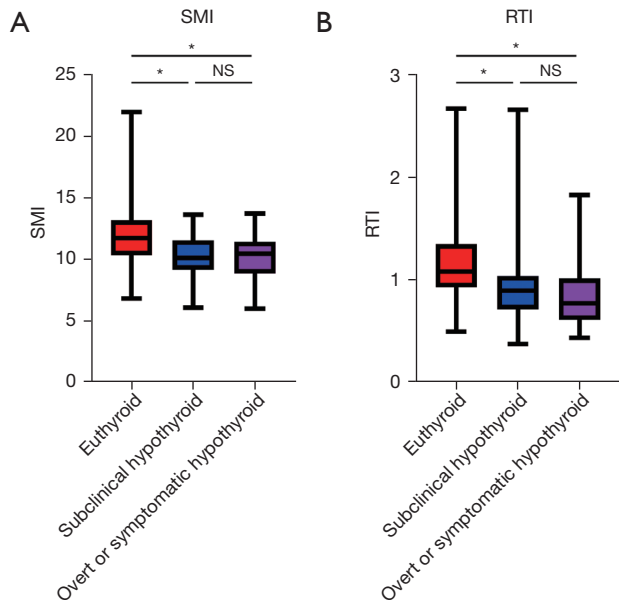 A
SMI
*
*
NS
25
20
15
10
5
0
SMI
Euthyroid
Subclinical hypothyroid
Overt or symptomatic hypothyroid
B
RTI
*
*
NS
3
2
1
0
RTI
Euthyroid
Subclinical hypothyroid
Overt or symptomatic hypothyroid